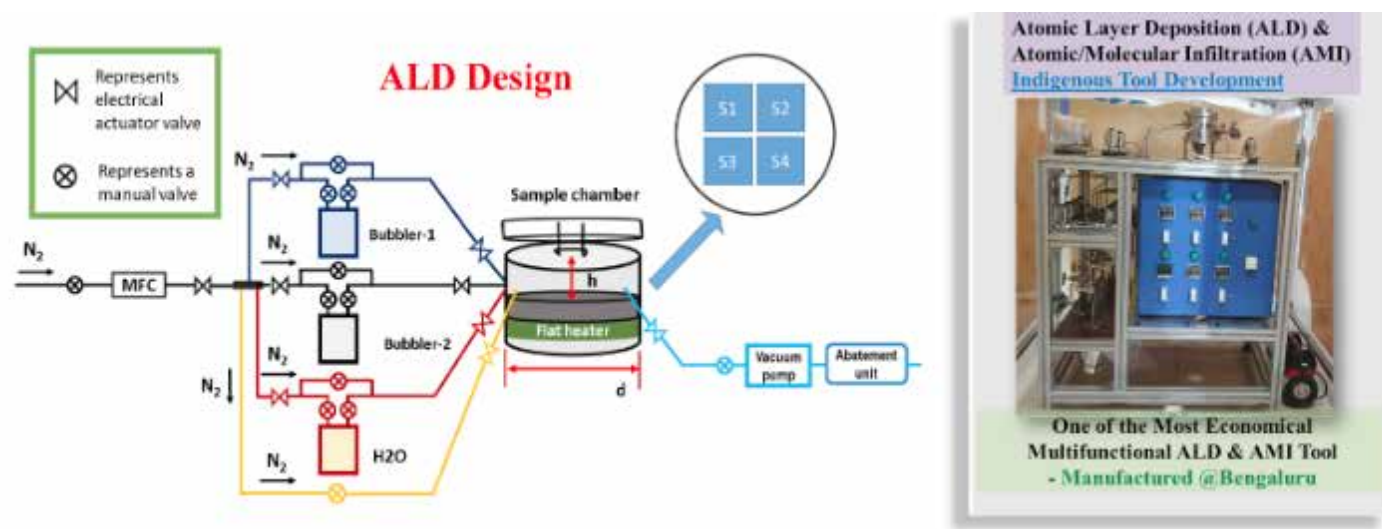 Represents
electrical
actuator valve
Represents a
manual valve
ALD Design
N₂
MFC
N₂
Bubbler-1
N₂
Bubbler-2
N₂
N₂
H2O
N₂
Sample chamber
h
Flat heater
d
S1 S2
S3 S4
Vacuum
pump
Abatement
unit
Atomic Layer Deposition (ALD) &
Atomic/Molecular Infiltration (AMI)
Indigenous Tool Development
One of the Most Economical
Multifunctional ALD & AMI Tool
- Manufactured @Bengaluru